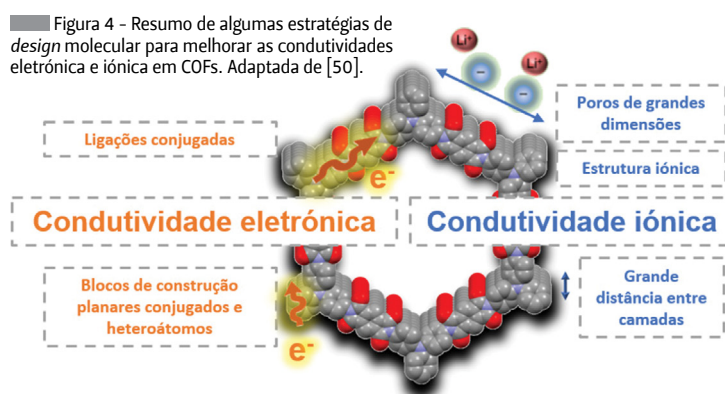 Figura 4 – Resumo de algumas estratégias de
design molecular para melhorar as condutividades
eletrónica e iónica em COFs. Adaptada de [50].
Li⁺
Li⁺
–
–
Poros de grandes
dimensões
Ligações conjugadas
e⁻
Estrutura iónica
Condutividade eletrónica
Condutividade iónica
Blocos de construção
planares conjugados e
heteroátomos
e⁻
Grande
distância entre
camadas